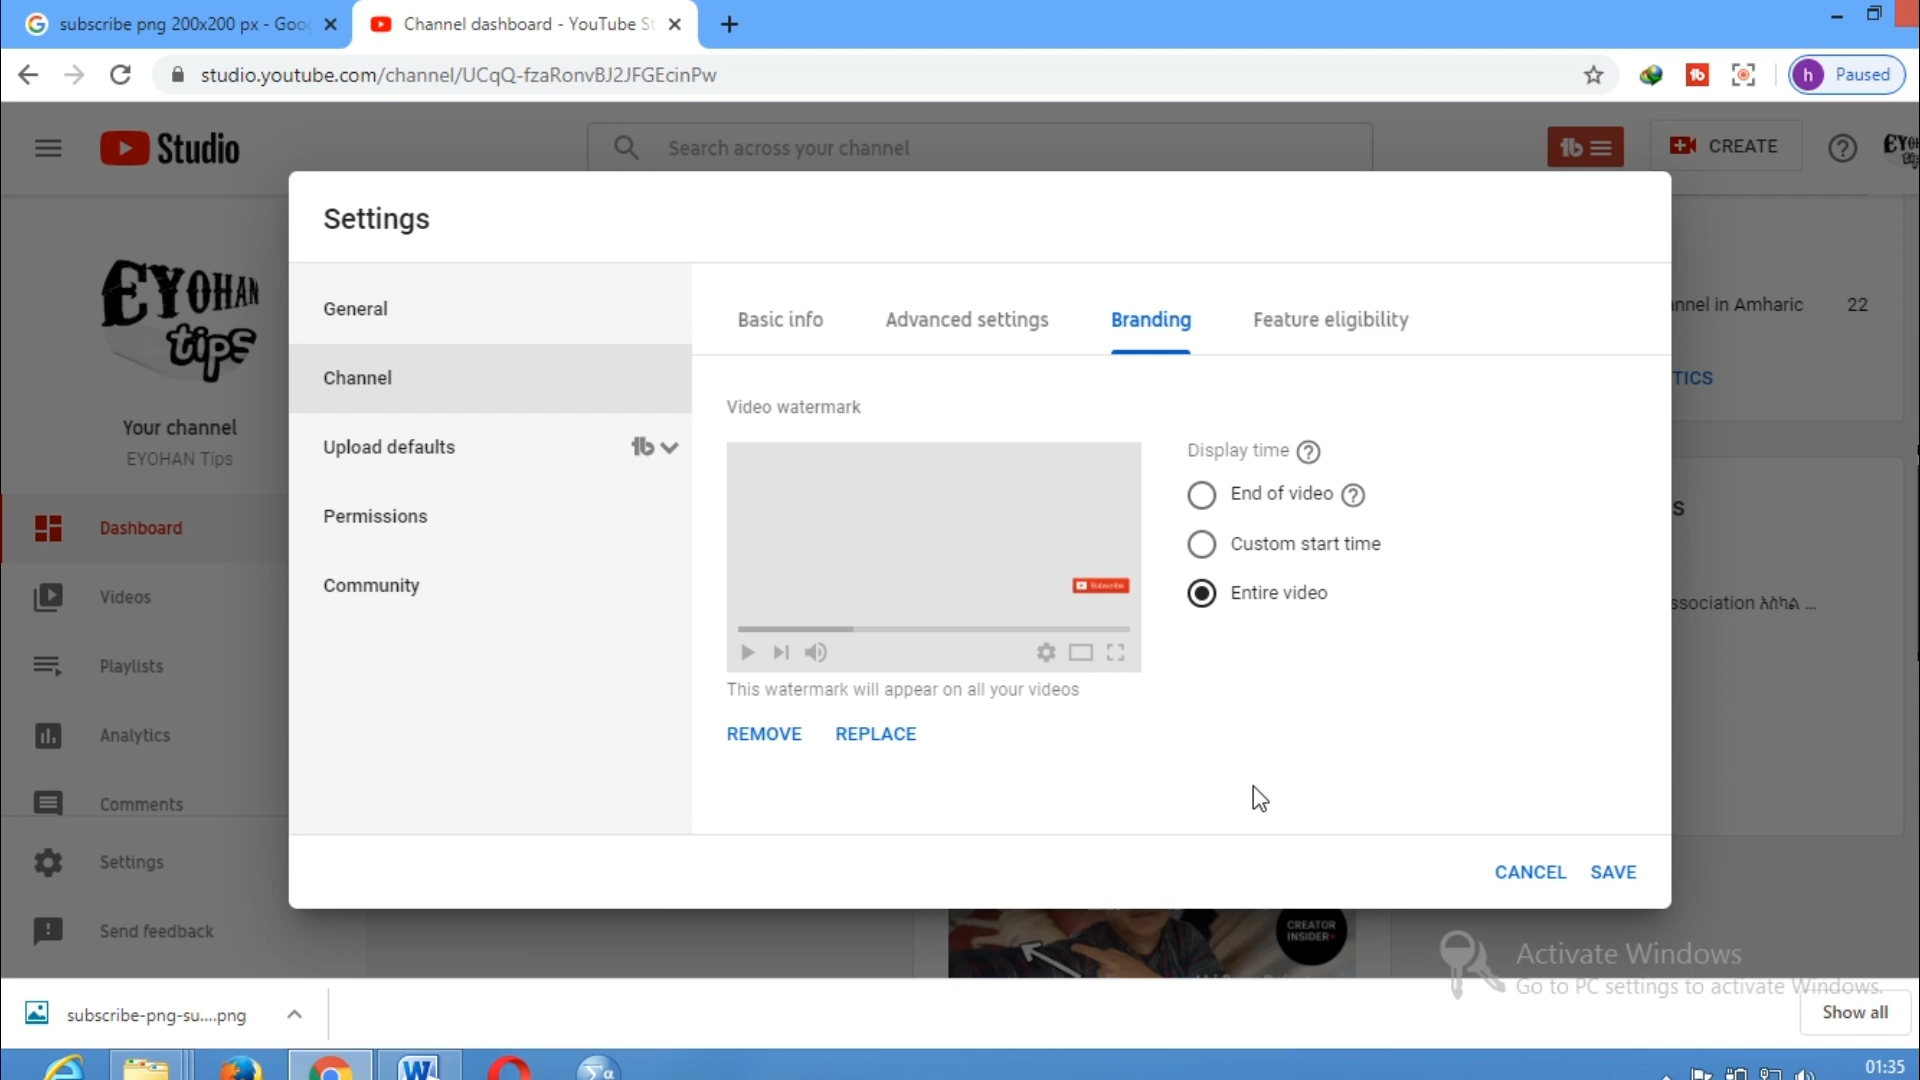 subscribe png 200x200 px - Goo
Channel dashboard - YouTube St
studio.youtube.com/channel/UCqQ-fzaRonvBJ2JFGEcinPw
h Paused
Studio
Search across your channel
CREATE
EYOHAN
tips
Your channel
EYOHAN Tips
Dashboard
Videos
Playlists
Analytics
Comments
Settings
Send feedback
Settings
General
Channel
Upload defaults
Permissions
Community
Basic info
Advanced settings
Branding
Feature eligibility
Video watermark
Subscribe
This watermark will appear on all your videos
REMOVE
REPLACE
Display time
End of video
Custom start time
Entire video
CANCEL
SAVE
nnel in Amharic 22
TICS
S
ssociation እስካል ...
CREATOR
INSIDER
Activate Windows
Go to PC settings to activate Windows.
subscribe-png-su....png
Show all
01:35